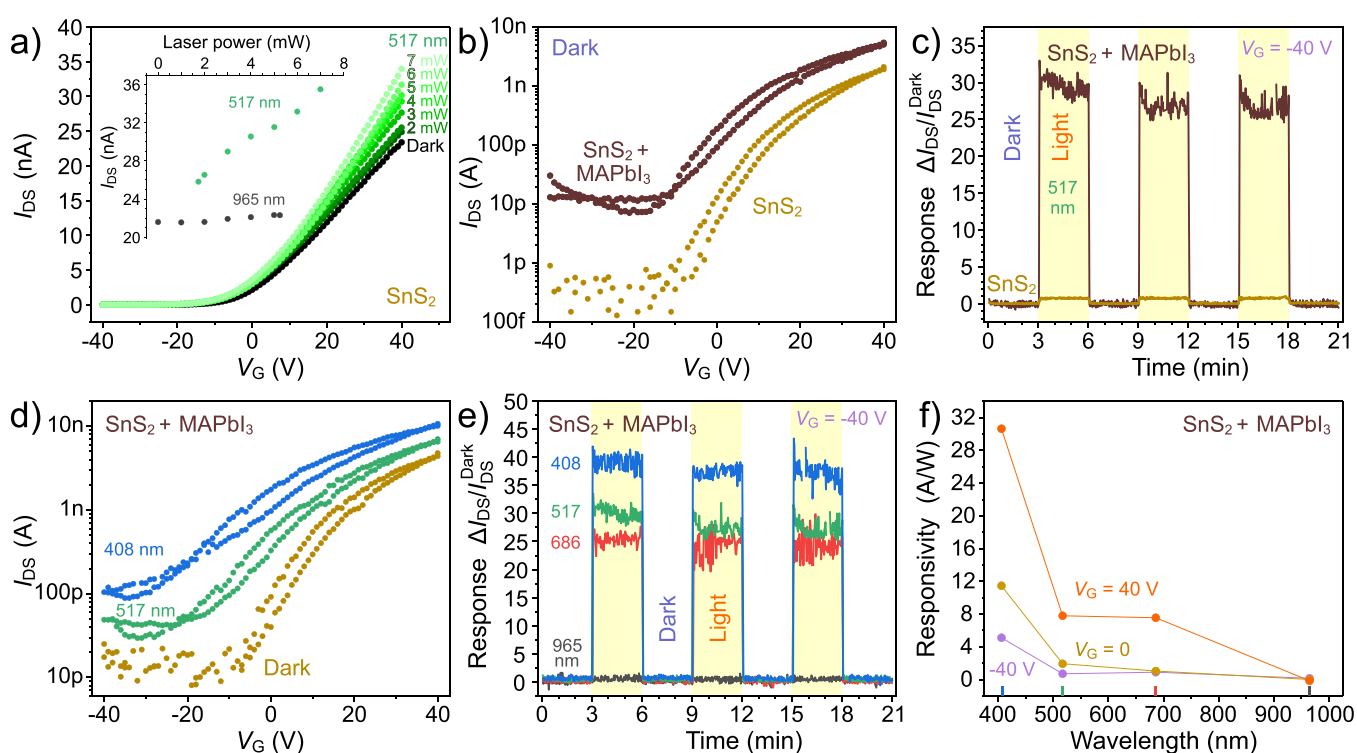 a)
Laser power (mW)
0 2 4 6 8
517 nm
7 mW
6 mW
5 mW
4 mW
3 mW
2 mW
Dark
517 nm
965 nm
36
32
28
24
20
I_DS (nA)
SnS₂
40
35
30
25
20
15
10
5
0
I_DS (nA)
-40 -20 0 20 40
V_G (V)
b)
Dark
SnS₂ +
MAPbI₃
SnS₂
10n
1n
100p
10p
1p
100f
I_DS (A)
-40 -20 0 20 40
V_G (V)
c)
SnS₂ + MAPbI₃
V_G = -40 V
Dark
Light
517
nm
SnS₂
35
30
25
20
15
10
5
0
Response ΔI_DS/I_DS^Dark
0 3 6 9 12 15 18 21
Time (min)
d)
SnS₂ + MAPbI₃
408 nm
517 nm
Dark
10n
1n
100p
10p
I_DS (A)
-40 -20 0 20 40
V_G (V)
e)
SnS₂ + MAPbI₃
V_G = -40 V
408
517
686
965
nm
Dark
Light
50
45
40
35
30
25
20
15
10
5
0
Response ΔI_DS/I_DS^Dark
0 3 6 9 12 15 18 21
Time (min)
f)
SnS₂ + MAPbI₃
V_G = 40 V
V_G = 0
-40 V
32
28
24
20
16
12
8
4
0
Responsivity (A/W)
400 500 600 700 800 900 1000
Wavelength (nm)